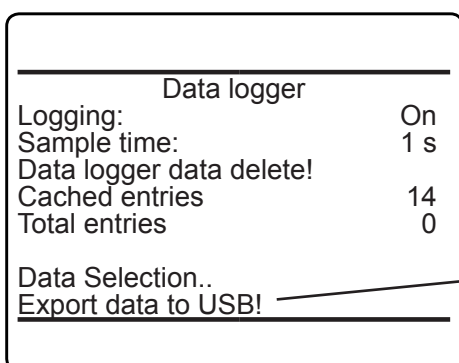 Data logger
Logging: On
Sample time: 1 s
Data logger data delete!
Cached entries 14
Total entries 0
Data Selection..
Export data to USB!